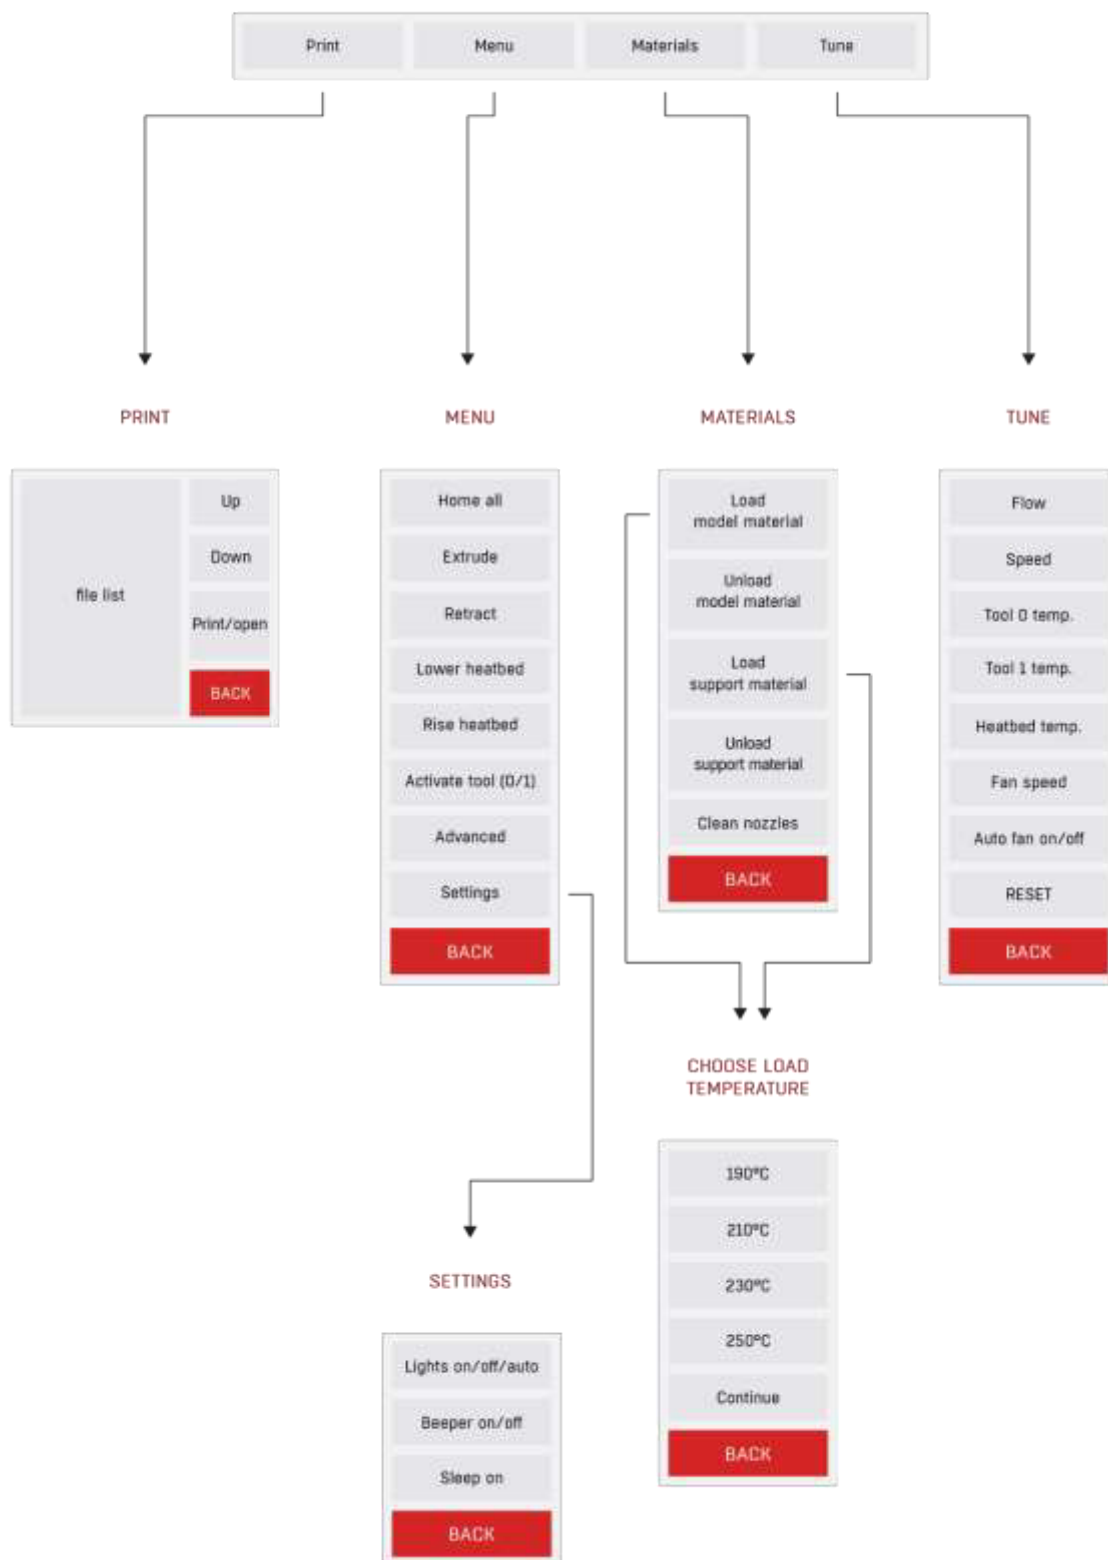 Print
Menu
Materials
Tune
PRINT
file list
Up
Down
Print/open
BACK
MENU
Home all
Extrude
Retract
Lower heatbed
Rise heatbed
Activate tool (0/1)
Advanced
Settings
BACK
MATERIALS
Load
model material
Unload
model material
Load
support material
Unload
support material
Clean nozzles
BACK
TUNE
Flow
Speed
Tool 0 temp.
Tool 1 temp.
Heatbed temp.
Fan speed
Auto fan on/off
RESET
BACK
SETTINGS
Lights on/off/auto
Beeper on/off
Sleep on
BACK
CHOOSE LOAD
TEMPERATURE
190°C
210°C
230°C
250°C
Continue
BACK